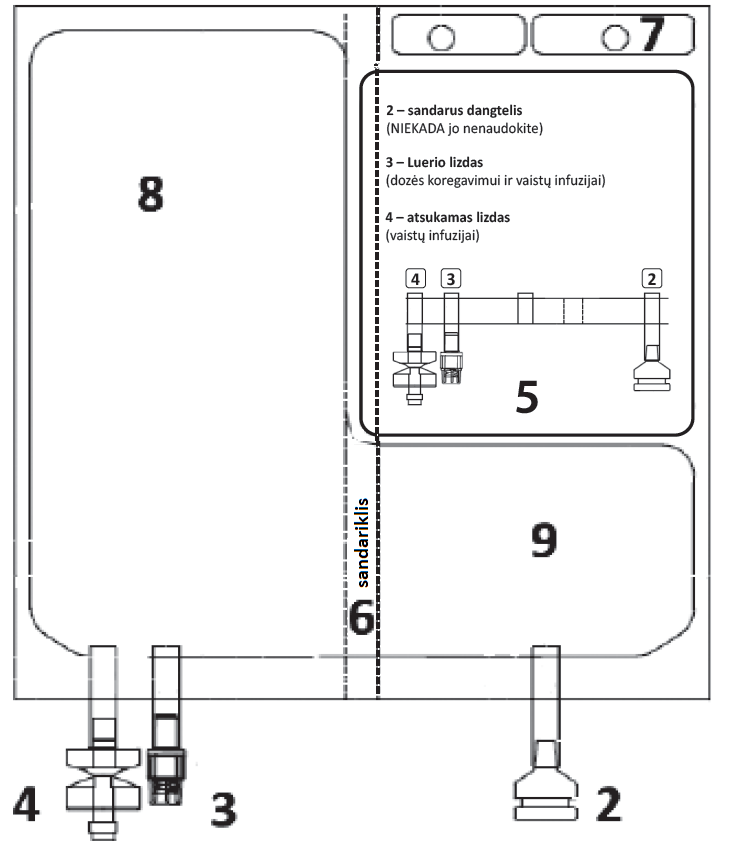 7
2 – sandarus dangtelis
(NIEKADA jo nenaudokite)
3 – Luerio lizdas
(dozės koregavimui ir vaistų infuzijai)
4 – atsukamas lizdas
(vaistų infuzijai)
8
4 3 2
5
sandariklis
9
6
4 3 2